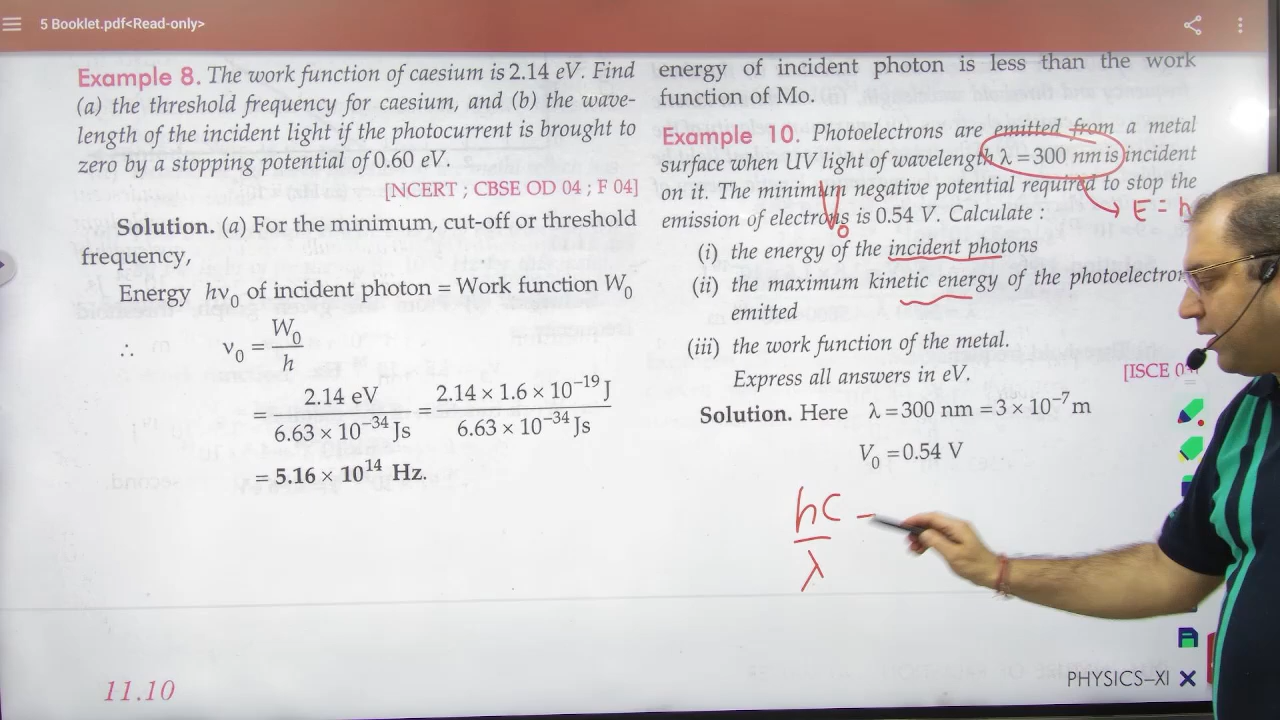 5 Booklet.pdf<Read-only>
Example 8. The work function of caesium is 2.14 eV. Find
(a) the threshold frequency for caesium, and (b) the wave-
length of the incident light if the photocurrent is brought to
zero by a stopping potential of 0.60 eV.
[NCERT ; CBSE OD 04 ; F 04]
Solution. (a) For the minimum, cut-off or threshold
frequency,
Energy hν₀ of incident photon = Work function W₀
∴ ν₀ = W₀ / h
= 2.14 eV / 6.63 × 10⁻³⁴ Js = 2.14 × 1.6 × 10⁻¹⁹ J / 6.63 × 10⁻³⁴ Js
= 5.16 × 10¹⁴ Hz.
11.10
energy of incident photon is less than the work
function of Mo.
Example 10. Photoelectrons are emitted from a metal
surface when UV light of wavelength λ = 300 nm is incident
on it. The minimum negative potential required to stop the
emission of electrons is 0.54 V. Calculate :
V₀
E =
(i) the energy of the incident photons
(ii) the maximum kinetic energy of the photoelectron
emitted
(iii) the work function of the metal.
Express all answers in eV.
[ISCE
Solution. Here λ = 300 nm = 3 × 10⁻⁷ m
V₀ = 0.54 V
hc / λ –
PHYSICS–XI